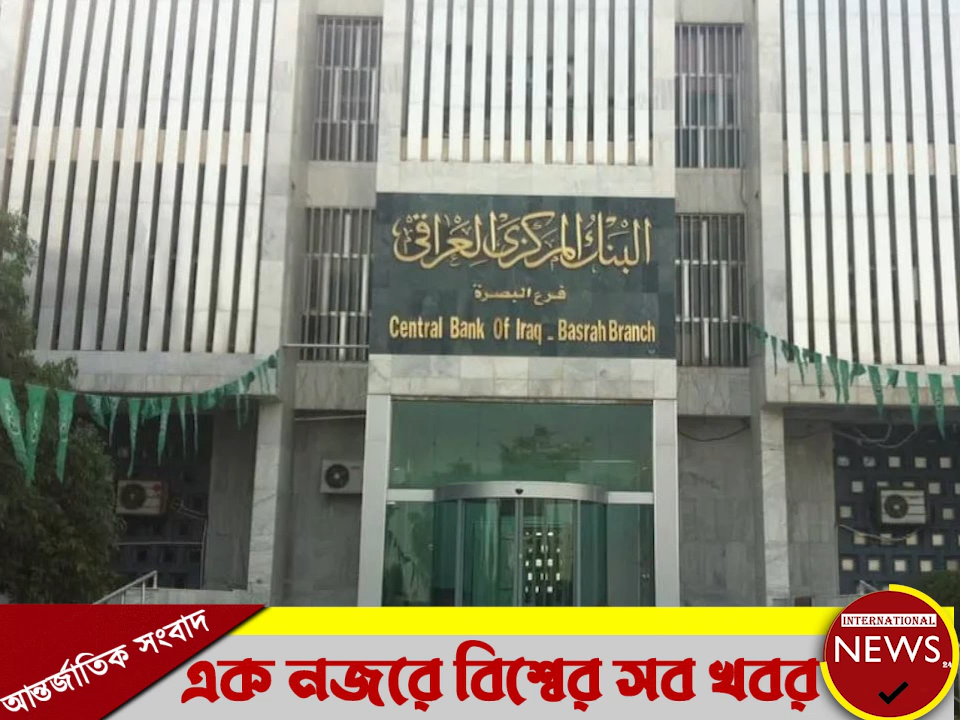 البنك المركزي العراقي
فرع البصرة
Central Bank Of Iraq - Basrah Branch
আন্তর্জাতিক সংবাদ
এক নজরে বিশ্বের সব খবর
INTERNATIONAL
NEWS
24